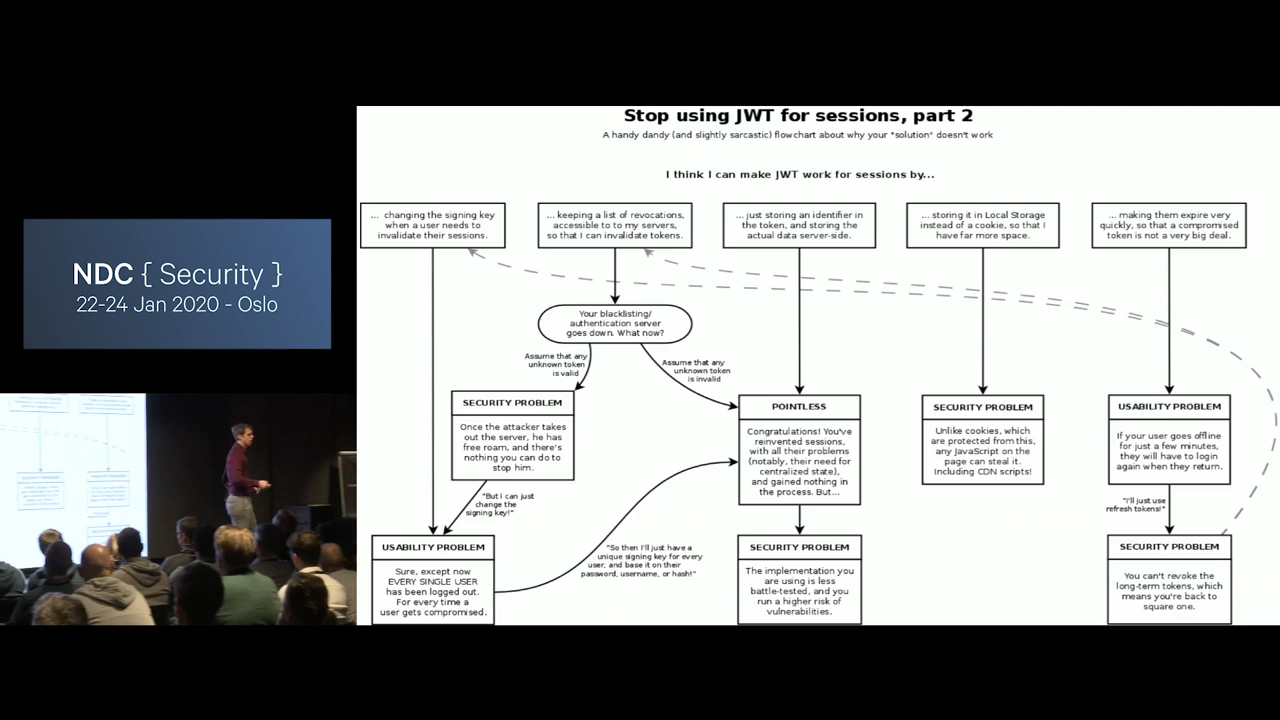 Stop using JWT for sessions, part 2
A handy dandy (and slightly sarcastic) flowchart about why your "solution" doesn't work
I think I can make JWT work for sessions by...
... changing the signing key
when a user needs to
invalidate their sessions.
... keeping a list of revocations,
accessible to to my servers,
so that I can invalidate tokens.
... just storing an identifier in
the token, and storing the
actual data server-side.
... storing it in Local Storage
instead of a cookie, so that I
have far more space.
... making them expire very
quickly, so that a compromised
token is not a very big deal.
NDC { Security }
22-24 Jan 2020 - Oslo
Your blacklisting/
authentication server
goes down. What now?
Assume that any
unknown token
is valid
Assume that any
unknown token
is invalid
SECURITY PROBLEM
Once the attacker takes
out the server, he has
free roam, and there's
nothing you can do to
stop him.
POINTLESS
Congratulations! You've
reinvented sessions,
with all their problems
(notably, their need for
centralized state),
and gained nothing in
the process. But...
SECURITY PROBLEM
Unlike cookies, which
are protected from this,
any JavaScript on the
page can steal it.
Including CDN scripts!
USABILITY PROBLEM
If your user goes offline
for just a few minutes,
they will have to login
again when they return.
"But I can just
change the
signing key!"
"I'll just use
refresh tokens!"
USABILITY PROBLEM
Sure, except now
EVERY SINGLE USER
has been logged out.
For every time a
user gets compromised.
"So then I'll just have a
unique signing key for every
user, and base it on their
password, username, or hash!"
SECURITY PROBLEM
The implementation you
are using is less
battle-tested, and you
run a higher risk of
vulnerabilities.
SECURITY PROBLEM
You can't revoke the
long-term tokens, which
means you're back to
square one.